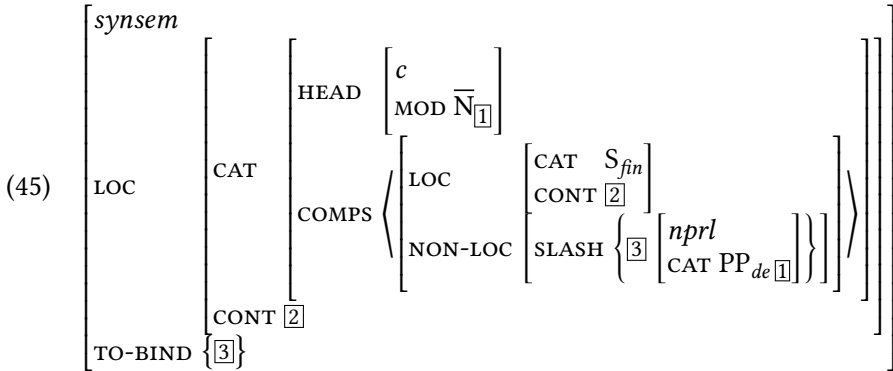 synsem
HEAD [c
MOD N̅ 1]
(45) LOC CAT
COMPS ⟨ LOC [CAT S_fin
CONT 2]
NON-LOC [SLASH {3 [nprl
CAT PP_de 1]}] ⟩
CONT 2
TO-BIND {3}